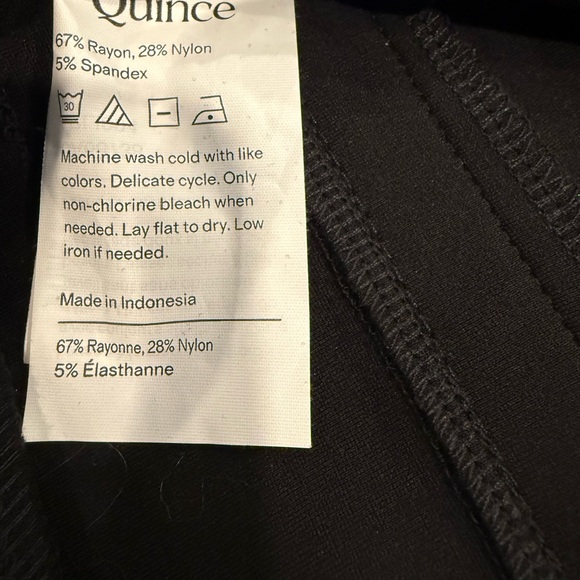 Quince
67% Rayon, 28% Nylon
5% Spandex
30
Machine wash cold with like
colors. Delicate cycle. Only
non-chlorine bleach when
needed. Lay flat to dry. Low
iron if needed.
Made in Indonesia
67% Rayonne, 28% Nylon
5% Élasthanne